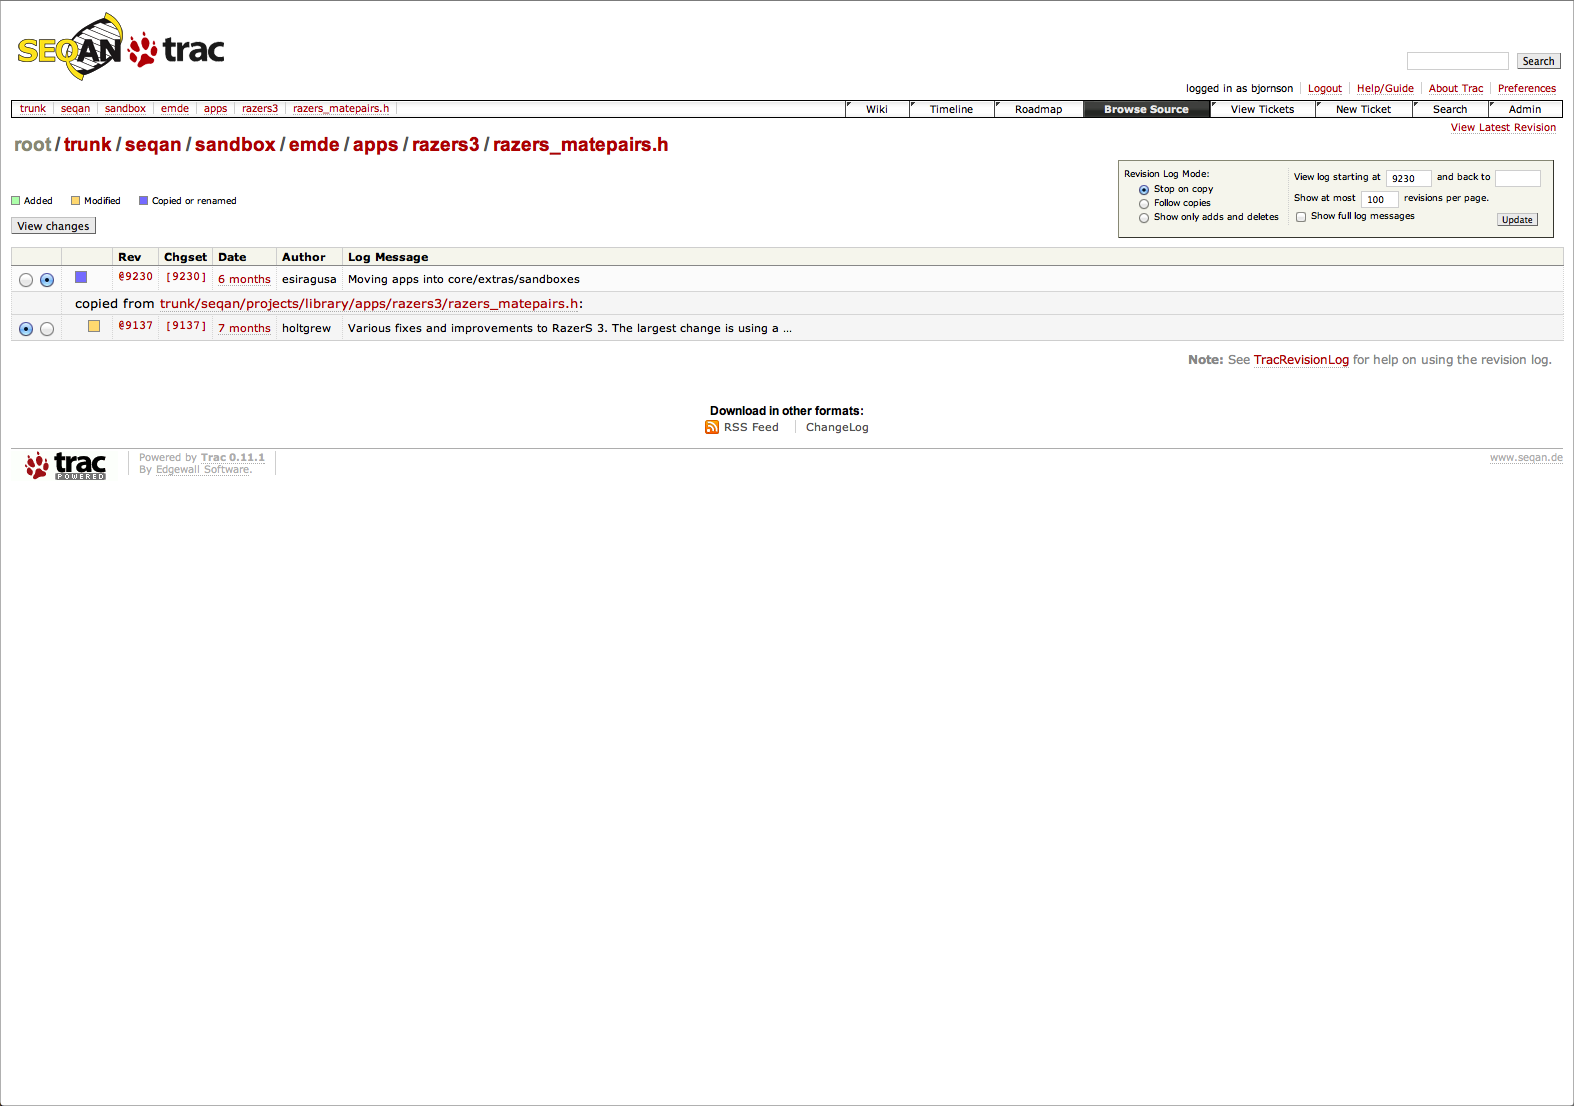 SEQAN trac
Search
logged in as bjornson Logout Help/Guide About Trac Preferences
trunk seqan sandbox emde apps razers3 razers_matepairs.h Wiki Timeline Roadmap Browse Source View Tickets New Ticket Search Admin
View Latest Revision
root/trunk/seqan/sandbox/emde/apps/razers3/razers_matepairs.h
Revision Log Mode:
Stop on copy
Follow copies
Show only adds and deletes
View log starting at 9230 and back to
Show at most 100 revisions per page.
Show full log messages
Update
Added Modified Copied or renamed
View changes
Rev Chgset Date Author Log Message
@9230 [9230] 6 months esiragusa Moving apps into core/extras/sandboxes
copied from trunk/seqan/projects/library/apps/razers3/razers_matepairs.h:
@9137 [9137] 7 months holtgrew Various fixes and improvements to RazerS 3. The largest change is using a ...
Note: See TracRevisionLog for help on using the revision log.
Download in other formats:
RSS Feed ChangeLog
trac POWERED
Powered by Trac 0.11.1
By Edgewall Software.
www.seqan.de